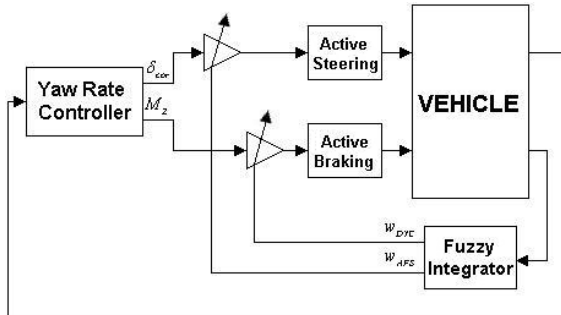 Yaw Rate
Controller
δcor
Mz
Active
Steering
Active
Braking
VEHICLE
wDYC
wAFS
Fuzzy
Integrator